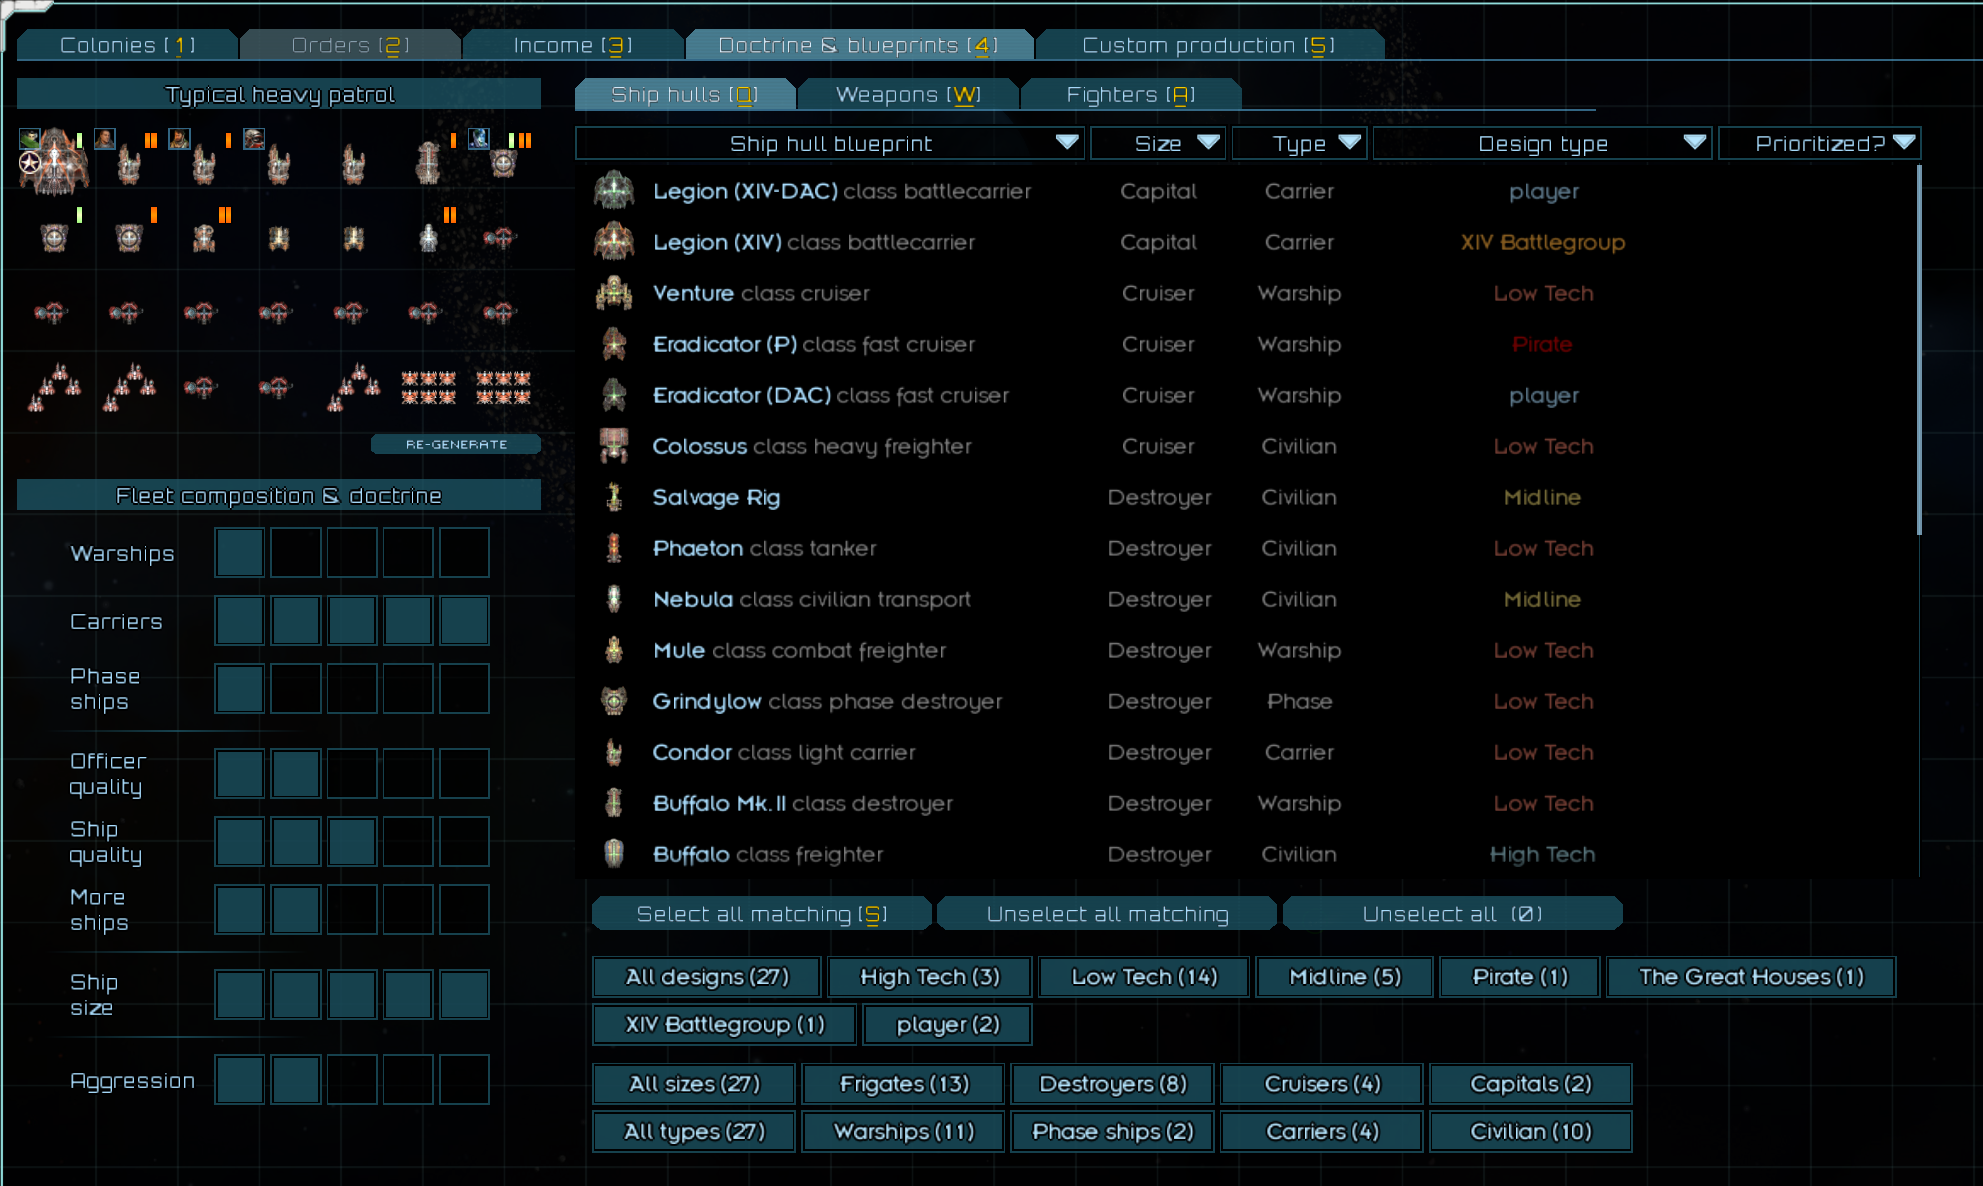 Colonies [1] Orders [2] Income [3] Doctrine & blueprints [4] Custom production [5]
Typical heavy patrol
RE-GENERATE
Fleet composition & doctrine
Warships
Carriers
Phase
ships
Officer
quality
Ship
quality
More
ships
Ship
size
Aggression
Ship hulls [Q] Weapons [W] Fighters [A]
Ship hull blueprint Size Type Design type Prioritized?
Legion (XIV-DAC) class battlecarrier Capital Carrier player
Legion (XIV) class battlecarrier Capital Carrier XIV Battlegroup
Venture class cruiser Cruiser Warship Low Tech
Eradicator (P) class fast cruiser Cruiser Warship Pirate
Eradicator (DAC) class fast cruiser Cruiser Warship player
Colossus class heavy freighter Cruiser Civilian Low Tech
Salvage Rig Destroyer Civilian Midline
Phaeton class tanker Destroyer Civilian Low Tech
Nebula class civilian transport Destroyer Civilian Midline
Mule class combat freighter Destroyer Warship Low Tech
Grindylow class phase destroyer Destroyer Phase Low Tech
Condor class light carrier Destroyer Carrier Low Tech
Buffalo Mk.II class destroyer Destroyer Warship Low Tech
Buffalo class freighter Destroyer Civilian High Tech
Select all matching [S] Unselect all matching Unselect all (0)
All designs (27) High Tech (3) Low Tech (14) Midline (5) Pirate (1) The Great Houses (1)
XIV Battlegroup (1) player (2)
All sizes (27) Frigates (13) Destroyers (8) Cruisers (4) Capitals (2)
All types (27) Warships (11) Phase ships (2) Carriers (4) Civilian (10)